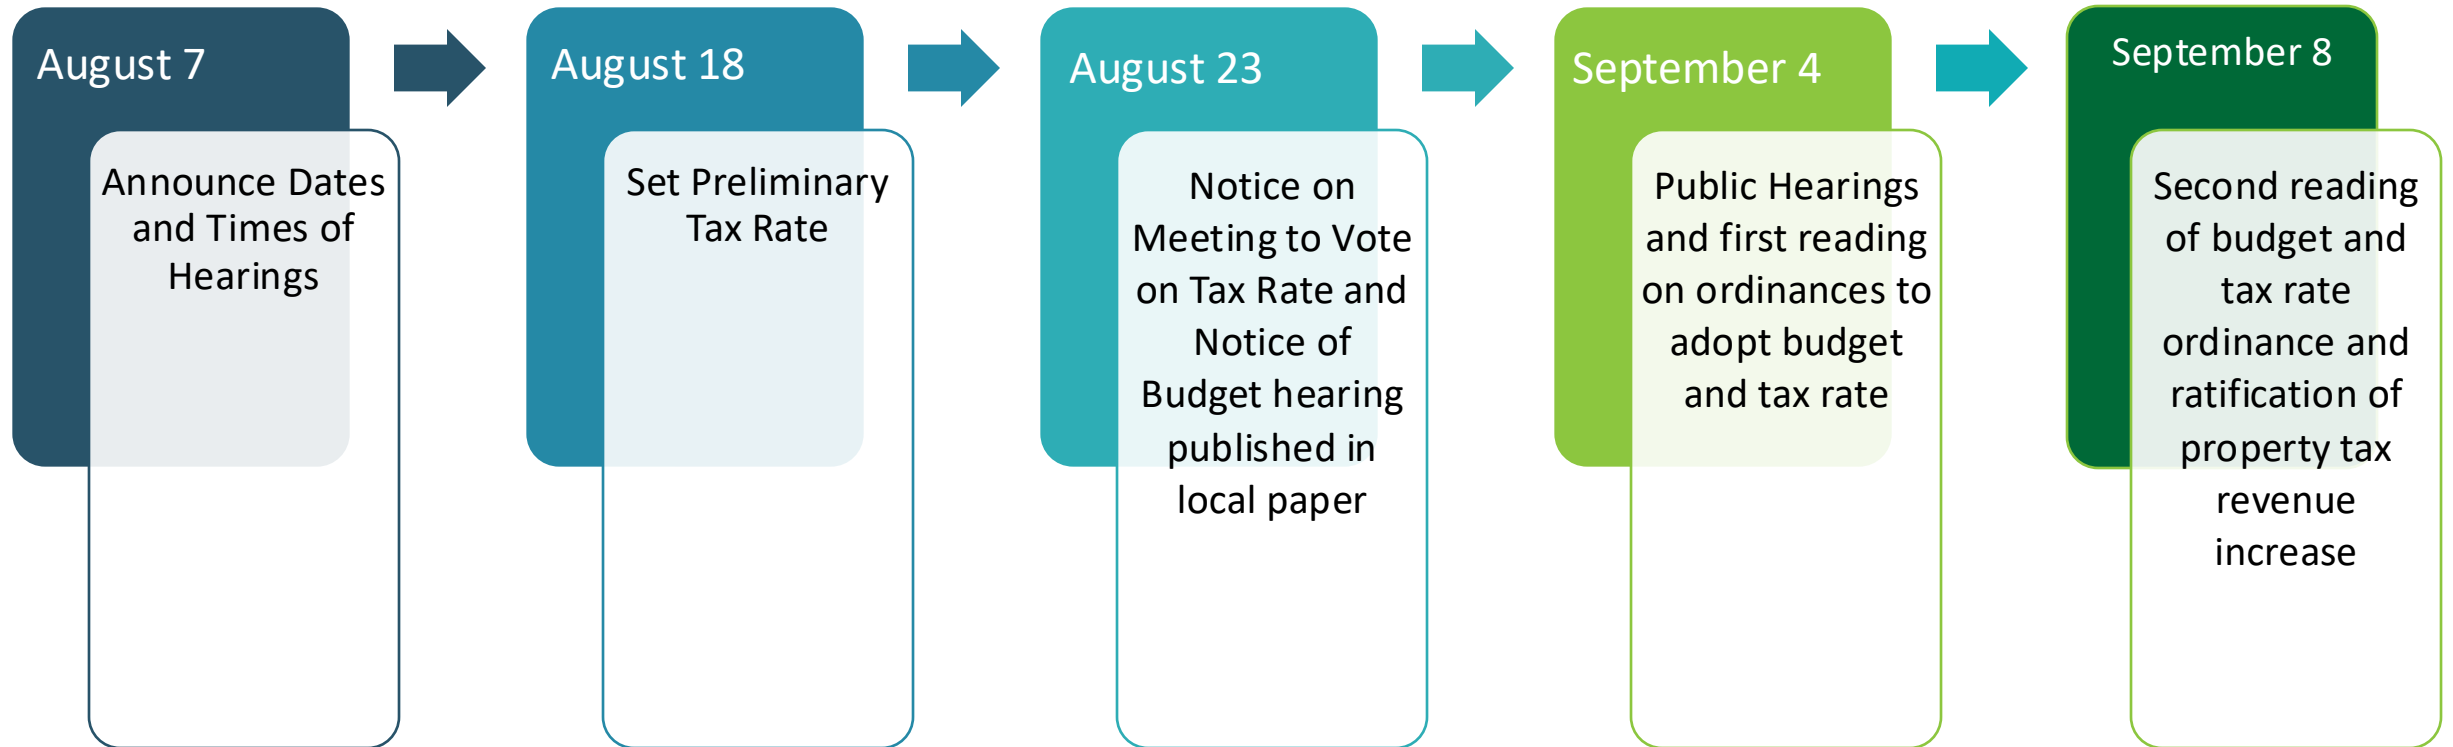 August 7
Announce Dates
and Times of
Hearings
August 18
Set Preliminary
Tax Rate
August 23
Notice on
Meeting to Vote
on Tax Rate and
Notice of
Budget hearing
published in
local paper
September 4
Public Hearings
and first reading
on ordinances to
adopt budget
and tax rate
September 8
Second reading
of budget and
tax rate
ordinance and
ratification of
property tax
revenue
increase